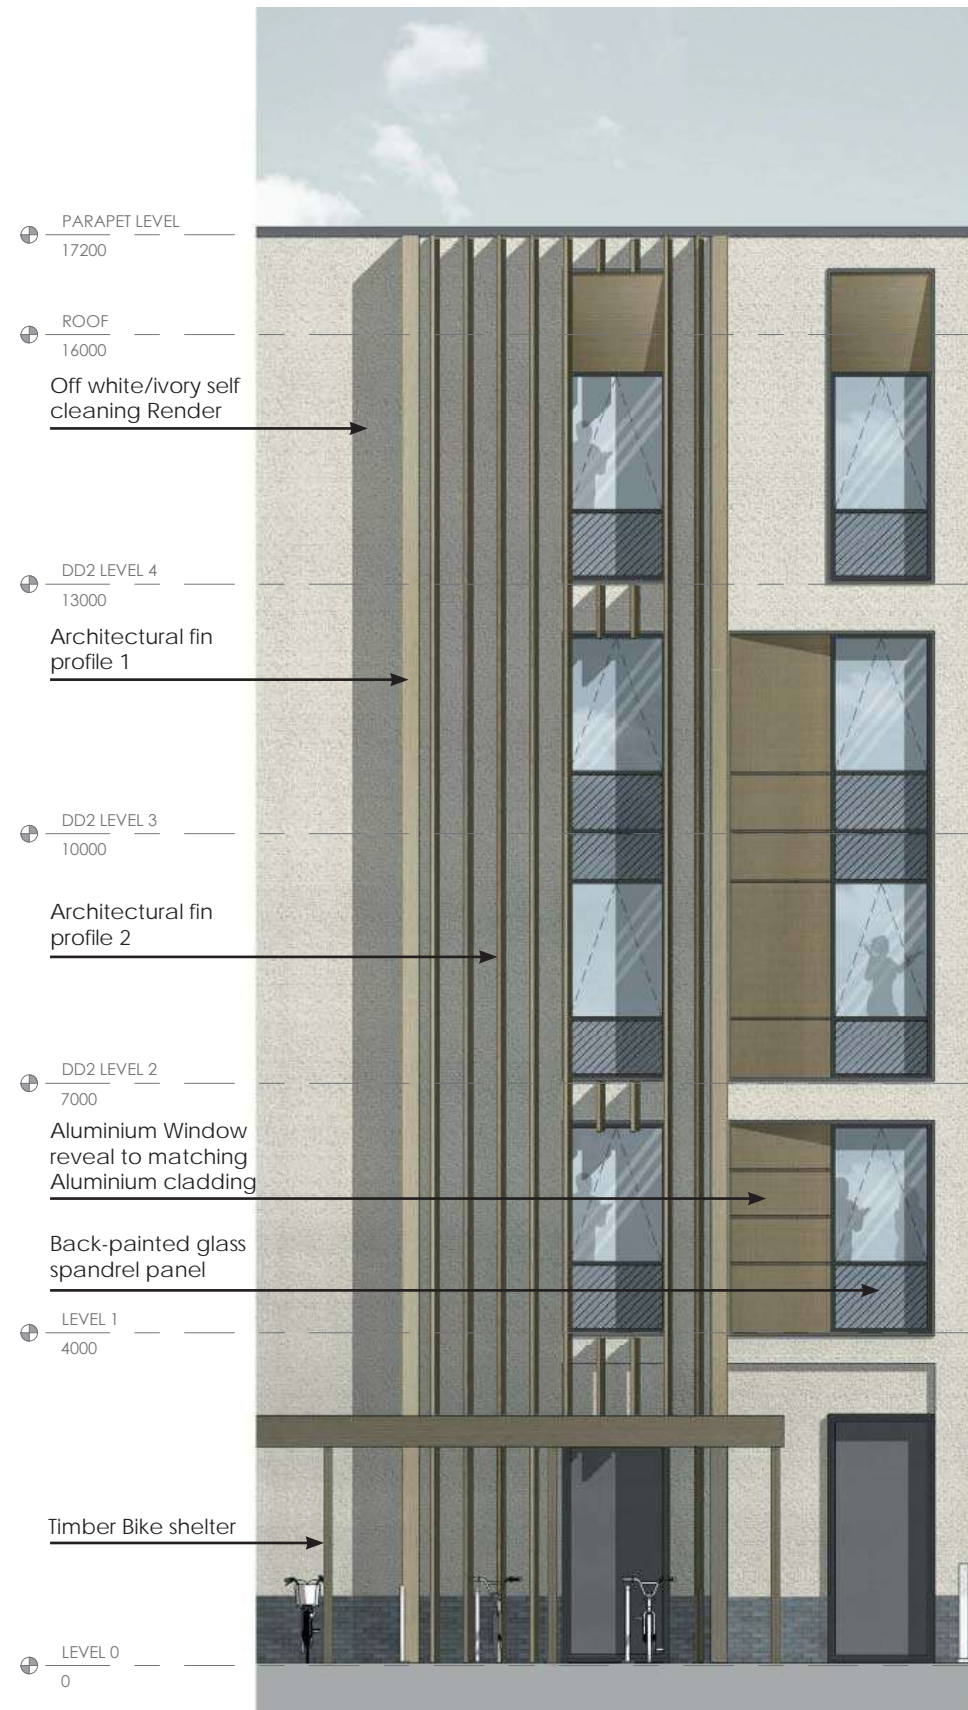 PARAPET LEVEL
17200
ROOF
16000
Off white/ivory self
cleaning Render
DD2 LEVEL 4
13000
Architectural fin
profile 1
DD2 LEVEL 3
10000
Architectural fin
profile 2
DD2 LEVEL 2
7000
Aluminium Window
reveal to matching
Aluminium cladding
Back-painted glass
spandrel panel
LEVEL 1
4000
Timber Bike shelter
LEVEL 0
0